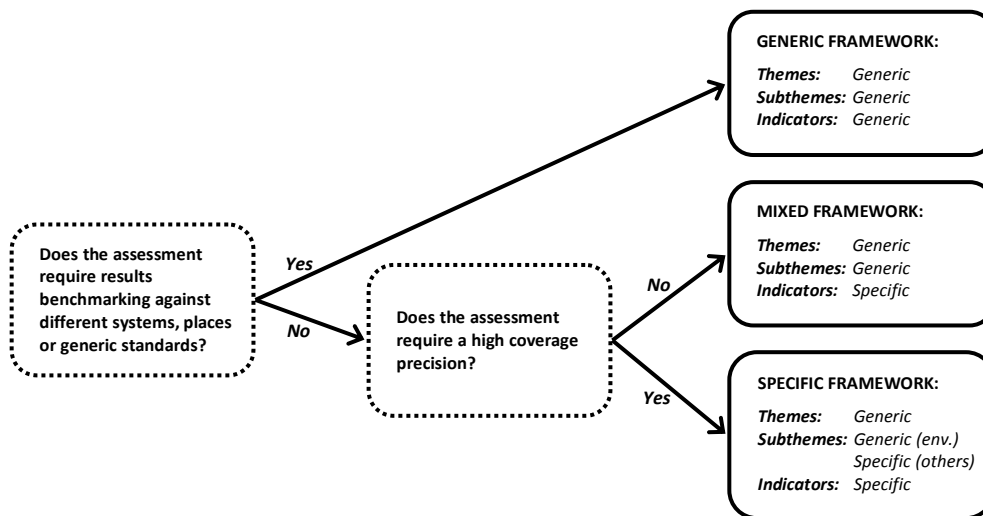 Does the assessment
require results
benchmarking against
different systems, places
or generic standards?
Yes
No
Does the assessment
require a high coverage
precision?
No
Yes
GENERIC FRAMEWORK:
Themes: Generic
Subthemes: Generic
Indicators: Generic
MIXED FRAMEWORK:
Themes: Generic
Subthemes: Generic
Indicators: Specific
SPECIFIC FRAMEWORK:
Themes: Generic
Subthemes: Generic (env.)
Specific (others)
Indicators: Specific